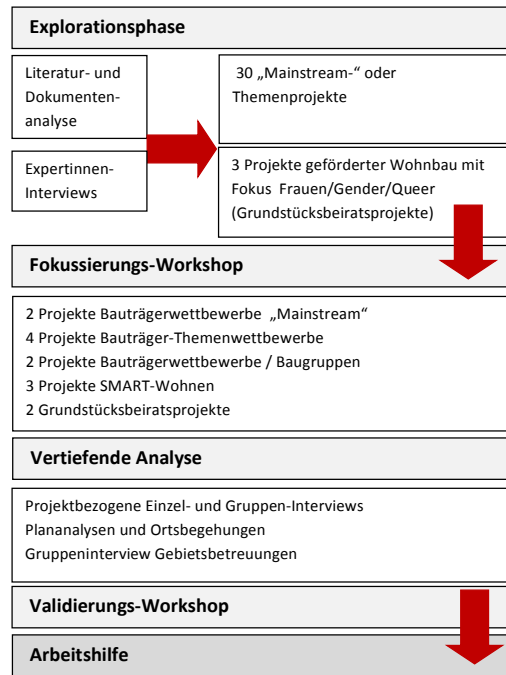 Explorationsphase
Literatur- und
Dokumenten-
analyse
Expertinnen-
Interviews
30 „Mainstream-“ oder
Themenprojekte
3 Projekte geförderter Wohnbau mit
Fokus Frauen/Gender/Queer
(Grundstücksbeiratsprojekte)
Fokussierungs-Workshop
2 Projekte Bauträgerwettbewerbe „Mainstream“
4 Projekte Bauträger-Themenwettbewerbe
2 Projekte Bauträgerwettbewerbe / Baugruppen
3 Projekte SMART-Wohnen
2 Grundstücksbeiratsprojekte
Vertiefende Analyse
Projektbezogene Einzel- und Gruppen-Interviews
Plananalysen und Ortsbegehungen
Gruppeninterview Gebietsbetreuungen
Validierungs-Workshop
Arbeitshilfe